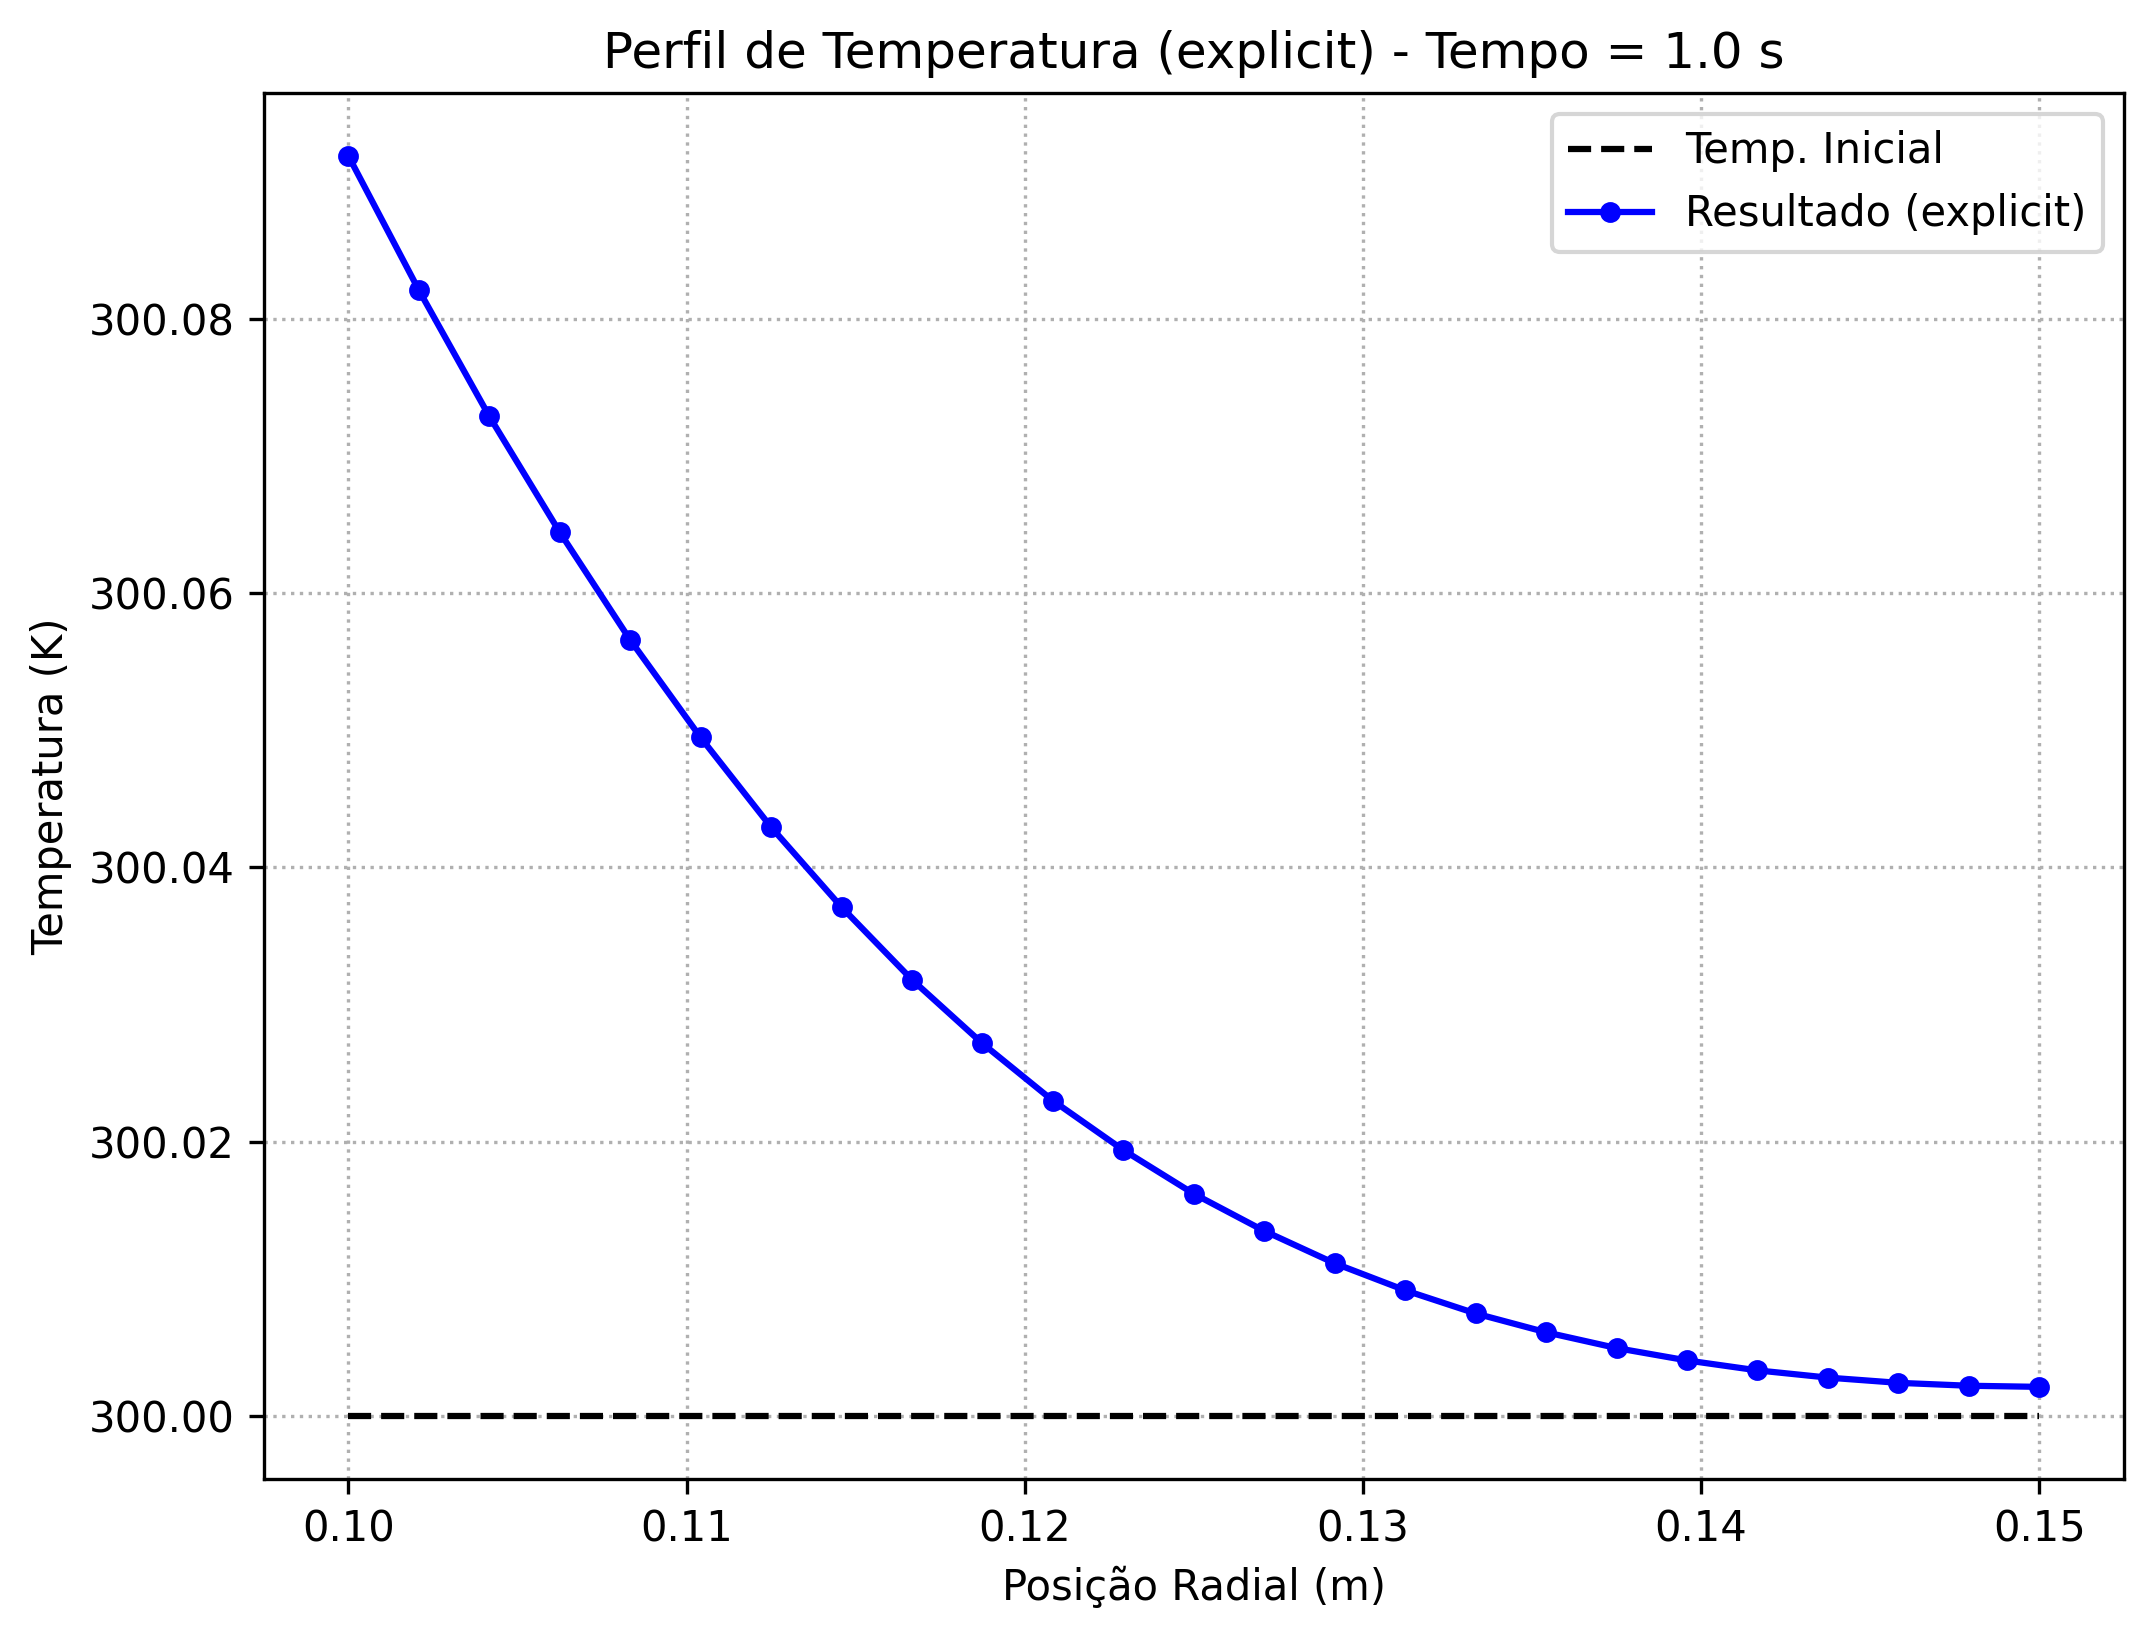 Perfil de Temperatura (explicit) - Tempo = 1.0 s
Temp. Inicial
Resultado (explicit)
Temperatura (K)
300.08
300.06
300.04
300.02
300.00
0.10 0.11 0.12 0.13 0.14 0.15
Posição Radial (m)